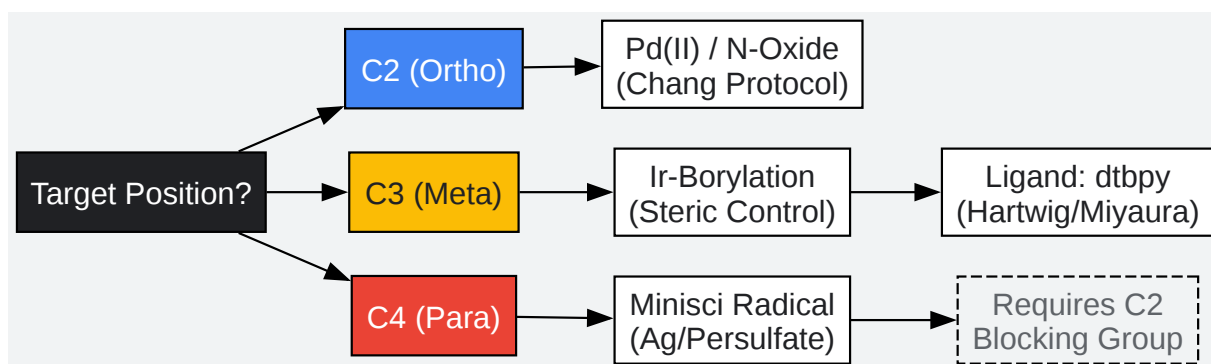 Target Position?
C2 (Ortho)
Pd(II) / N-Oxide
(Chang Protocol)
C3 (Meta)
Ir-Borylation
(Steric Control)
Ligand: dtbpy
(Hartwig/Miyaura)
C4 (Para)
Minisci Radical
(Ag/Persulfate)
Requires C2
Blocking Group